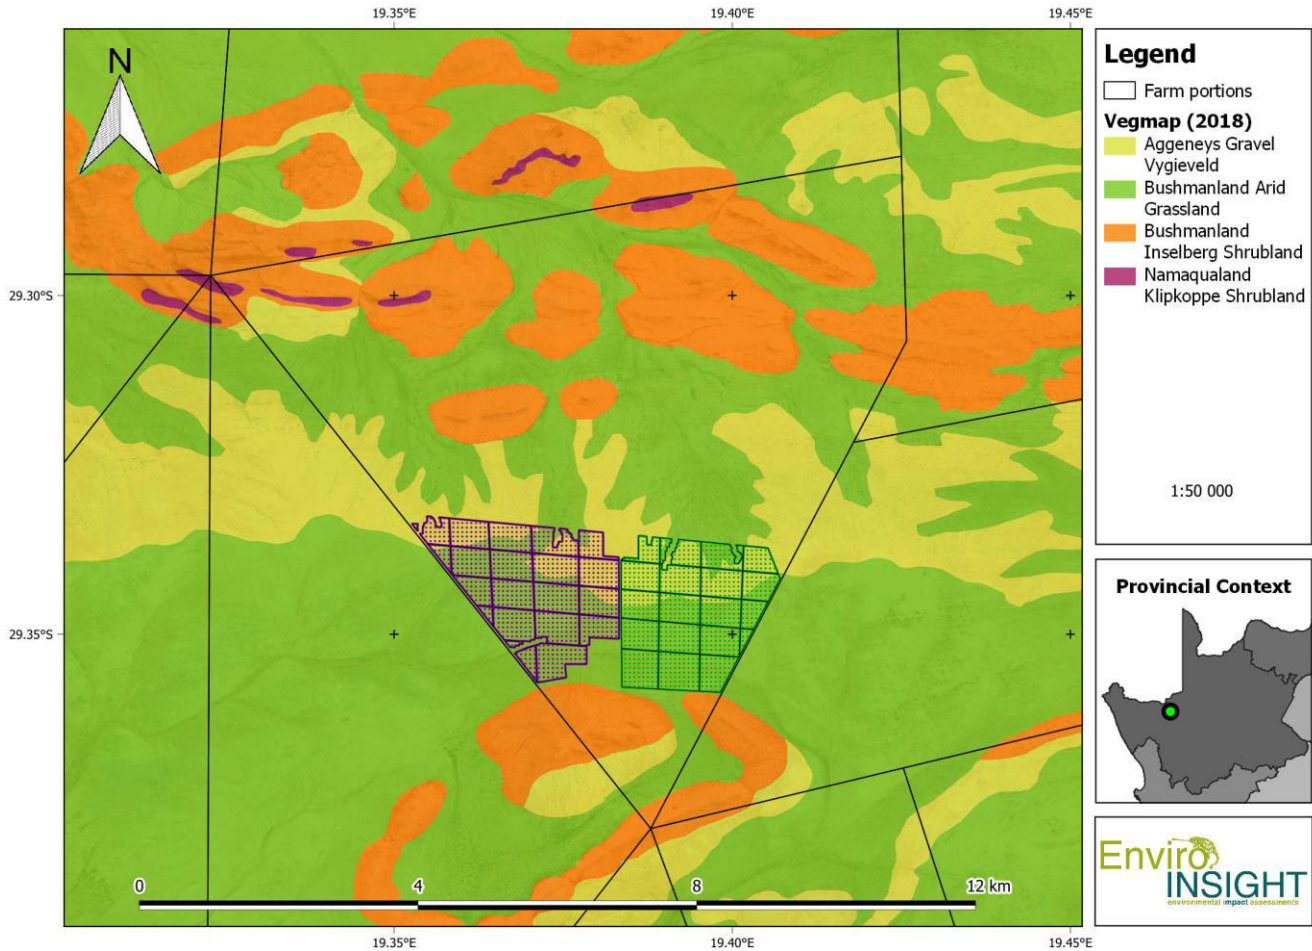 19.35°E
19.40°E
19.45°E
N
29.30°S
29.35°S
0
4
8
12 km
19.35°E
19.40°E
19.45°E
Legend
Farm portions
Vegmap (2018)
Aggeneys Gravel
Vygieveld
Bushmanland Arid
Grassland
Bushmanland
Inselberg Shrubland
Namaqualand
Klipkoppe Shrubland
1:50 000
Provincial Context
Enviro
INSIGHT
environmental impact assessments